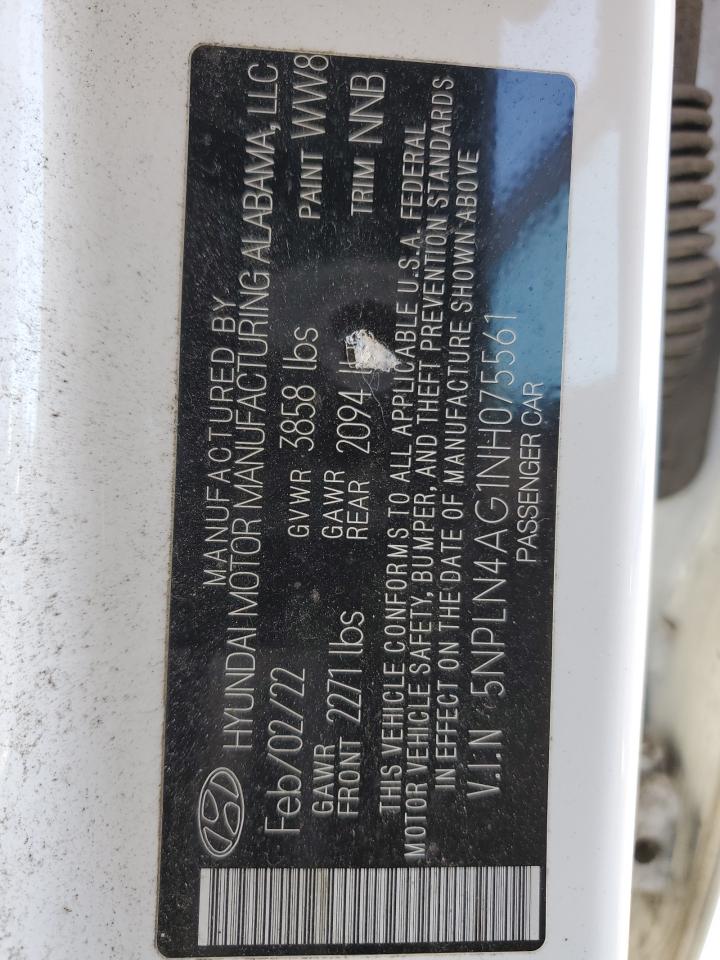 MANUFACTURED BY
HYUNDAI MOTOR MANUFACTURING ALABAMA, LLC
Feb/02/22 GVWR 3858 lbs PAINT WW8
GAWR GAWR
FRONT 2271 lbs REAR 2094 TRIM NNB
THIS VEHICLE CONFORMS TO ALL APPLICABLE U.S.A. FEDERAL
MOTOR VEHICLE SAFETY, BUMPER, AND THEFT PREVENTION STANDARDS
IN EFFECT ON THE DATE OF MANUFACTURE SHOWN ABOVE
V.I.N 5NPLN4AG1NH075561
PASSENGER CAR